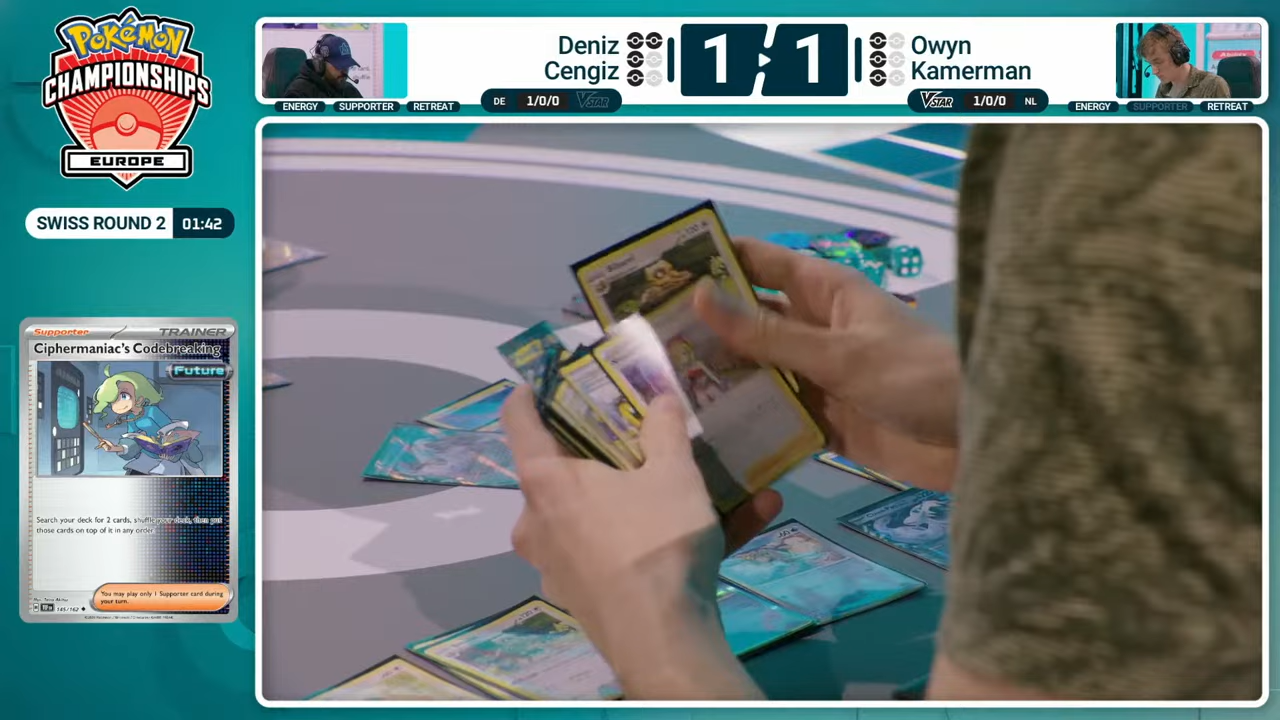 Pokémon
CHAMPIONSHIPS
EUROPE
SWISS ROUND 2 01:42
Deniz
Cengiz
1 1
Owyn
Kamerman
ENERGY SUPPORTER RETREAT
DE 1/0/0 VSTAR
VSTAR 1/0/0 NL
ENERGY SUPPORTER RETREAT
Supporter TRAINER
Ciphermaniac's Codebreaking
Future
Search your deck for 2 cards, shuffle your deck, then put
those cards on top of it in any order.
You may play only 1 Supporter card during
your turn.
145/162